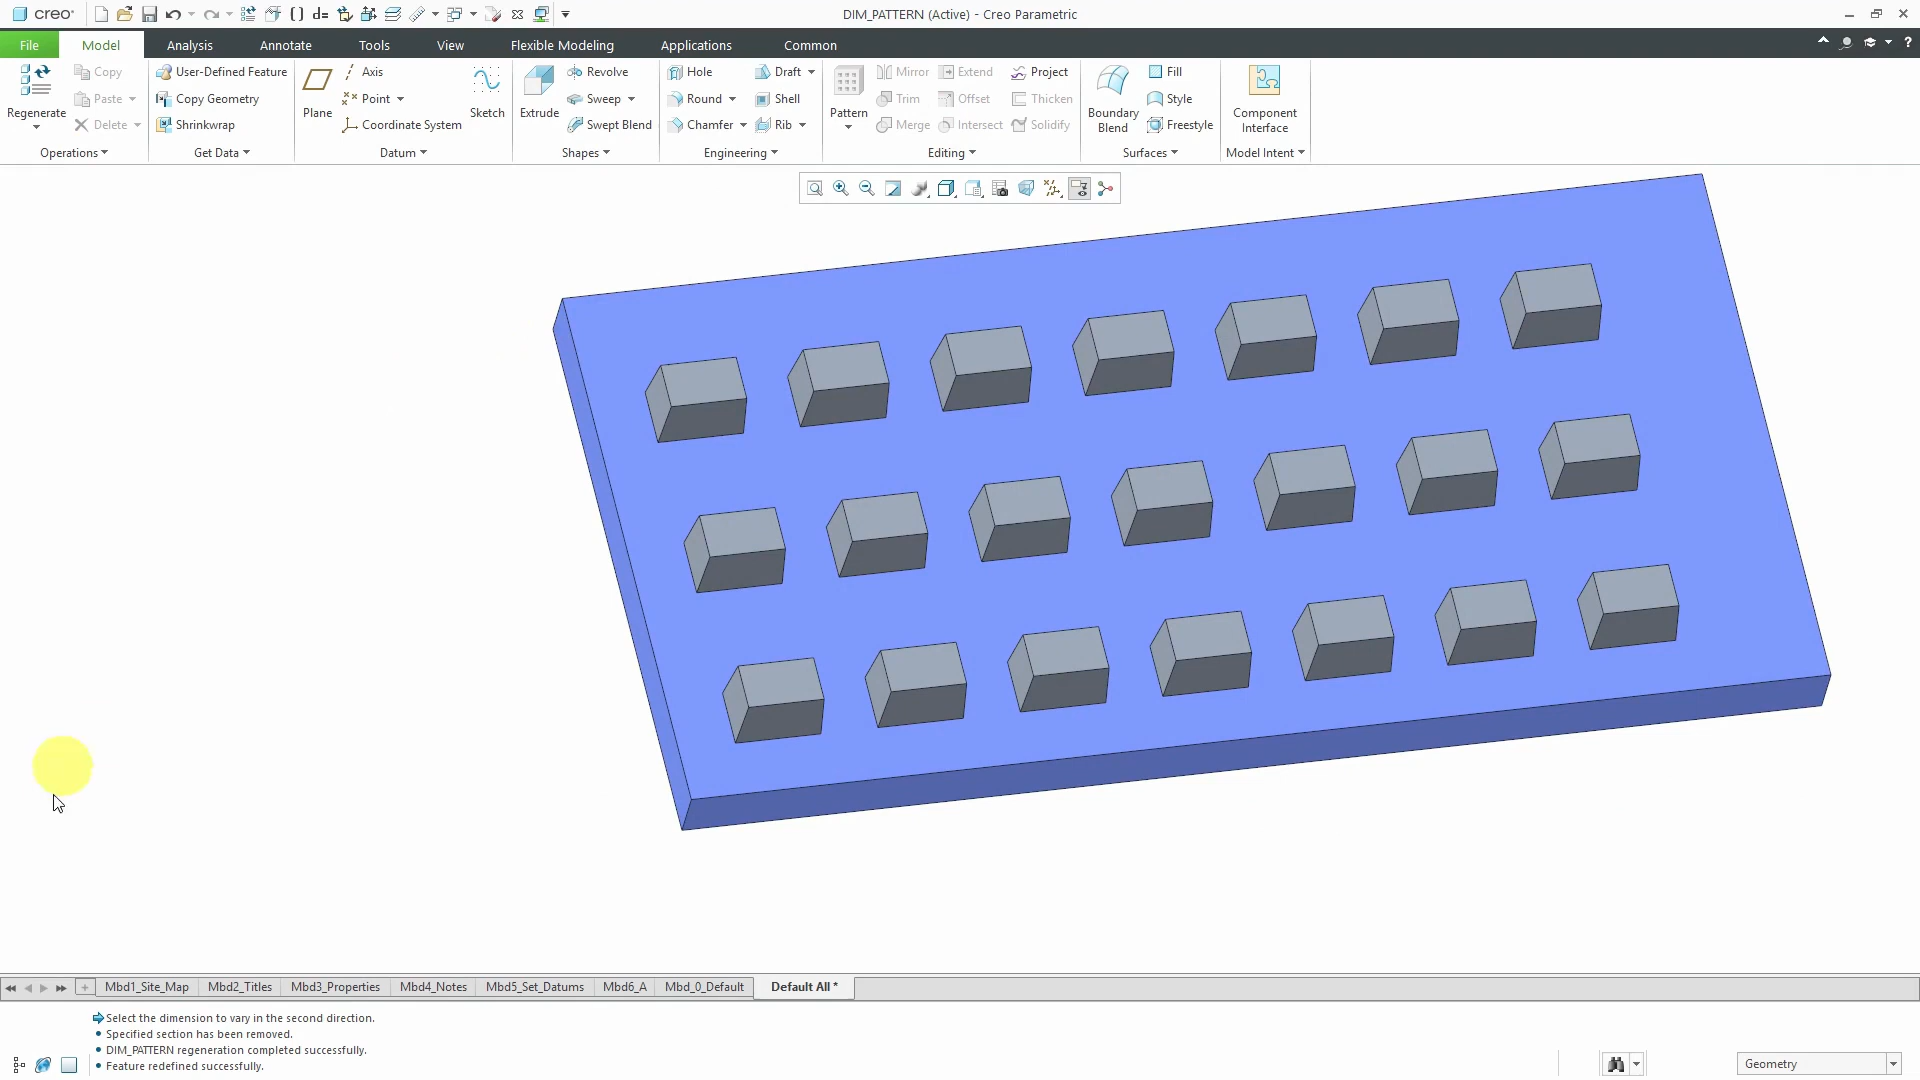 creo
DIM_PATTERN (Active) - Creo Parametric
File Model Analysis Annotate Tools View Flexible Modeling Applications Common
Regenerate
Copy
Paste
Delete
Operations
User-Defined Feature
Copy Geometry
Shrinkwrap
Get Data
Plane
Axis
Point
Coordinate System
Sketch
Datum
Extrude
Revolve
Sweep
Swept Blend
Shapes
Hole
Round
Chamfer
Draft
Shell
Rib
Engineering
Pattern
Mirror
Trim
Merge
Extend
Offset
Intersect
Project
Thicken
Solidify
Editing
Boundary
Blend
Fill
Style
Freestyle
Surfaces
Component
Interface
Model Intent
Mbd1_Site_Map Mbd2_Titles Mbd3_Properties Mbd4_Notes Mbd5_Set_Datums Mbd6_A Mbd_0_Default Default All *
Select the dimension to vary in the second direction.
• Specified section has been removed.
• DIM_PATTERN regeneration completed successfully.
• Feature redefined successfully.
Geometry